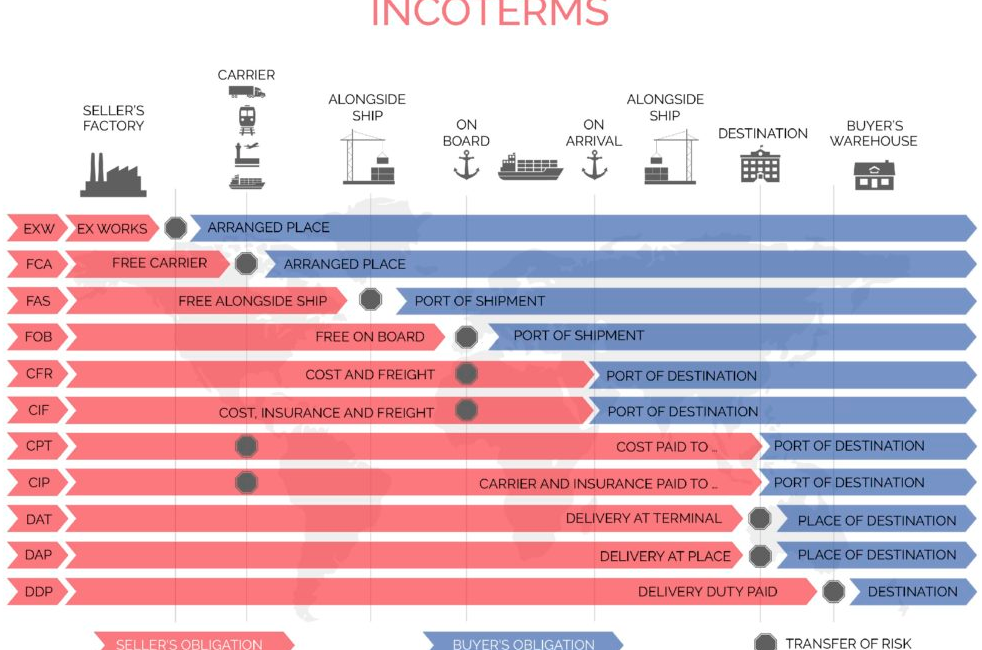 INCOTERMS
CARRIER
SELLER'S
FACTORY
ALONGSIDE
SHIP
ON
BOARD
ON
ARRIVAL
ALONGSIDE
SHIP
DESTINATION
BUYER'S
WAREHOUSE
EXW EX WORKS ARRANGED PLACE
FCA FREE CARRIER ARRANGED PLACE
FAS FREE ALONGSIDE SHIP PORT OF SHIPMENT
FOB FREE ON BOARD PORT OF SHIPMENT
CFR COST AND FREIGHT PORT OF DESTINATION
CIF COST, INSURANCE AND FREIGHT PORT OF DESTINATION
CPT COST PAID TO ... PORT OF DESTINATION
CIP CARRIER AND INSURANCE PAID TO ... PORT OF DESTINATION
DAT DELIVERY AT TERMINAL PLACE OF DESTINATION
DAP DELIVERY AT PLACE PLACE OF DESTINATION
DDP DELIVERY DUTY PAID DESTINATION
SELLER'S OBLIGATION BUYER'S OBLIGATION TRANSFER OF RISK